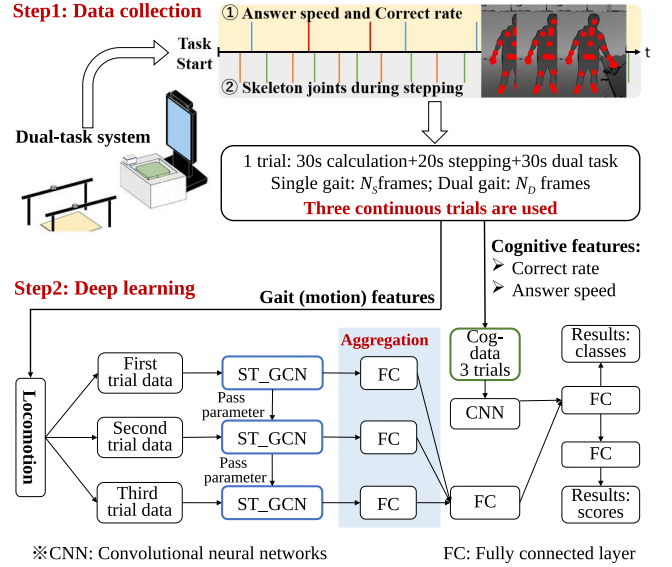 Step1: Data collection
① Answer speed and Correct rate
Task
Start
t
② Skeleton joints during stepping
Dual-task system
1 trial: 30s calculation+20s stepping+30s dual task
Single gait: N_S frames; Dual gait: N_D frames
Three continuous trials are used
Cognitive features:
➢ Correct rate
➢ Answer speed
Step2: Deep learning
Gait (motion) features
Locomotion
First
trial data
Second
trial data
Third
trial data
ST_GCN
Pass
parameter
ST_GCN
Pass
parameter
ST_GCN
Aggregation
FC
FC
FC
FC
Cog-
data
3 trials
CNN
Results:
classes
FC
FC
Results:
scores
※CNN: Convolutional neural networks
FC: Fully connected layer